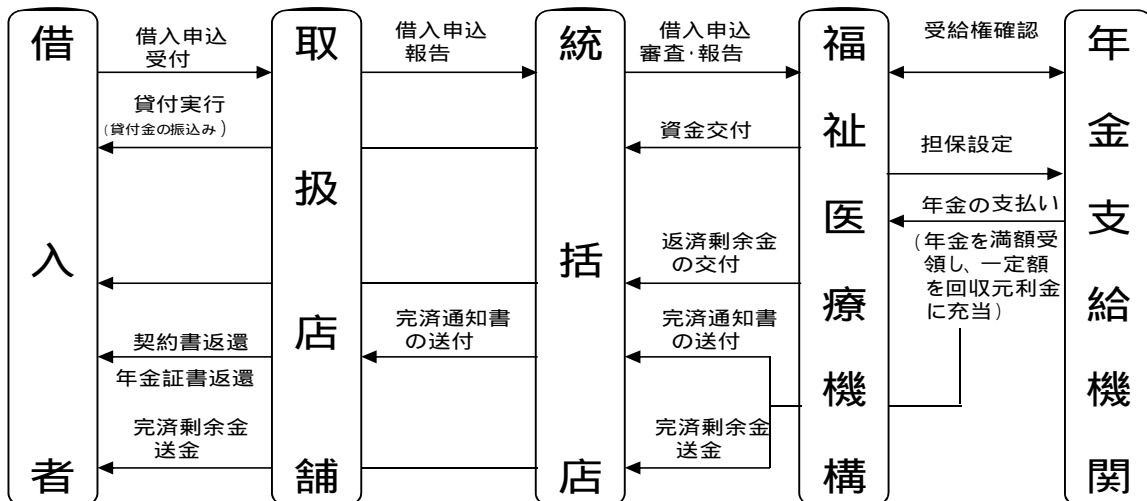 借入者
取扱店舗
統括店
福祉医療機構
年金支給機関
借入申込
受付
借入申込
報告
借入申込
審査・報告
受給権確認
貸付実行
(貸付金の振込み)
資金交付
担保設定
年金の支払い
(年金を満額受
領し、一定額
を回収元利金
に充当)
返済剰余金
の交付
契約書返還
年金証書返還
完済通知書
の送付
完済通知書
の送付
完済剰余金
送金
完済剰余金
送金